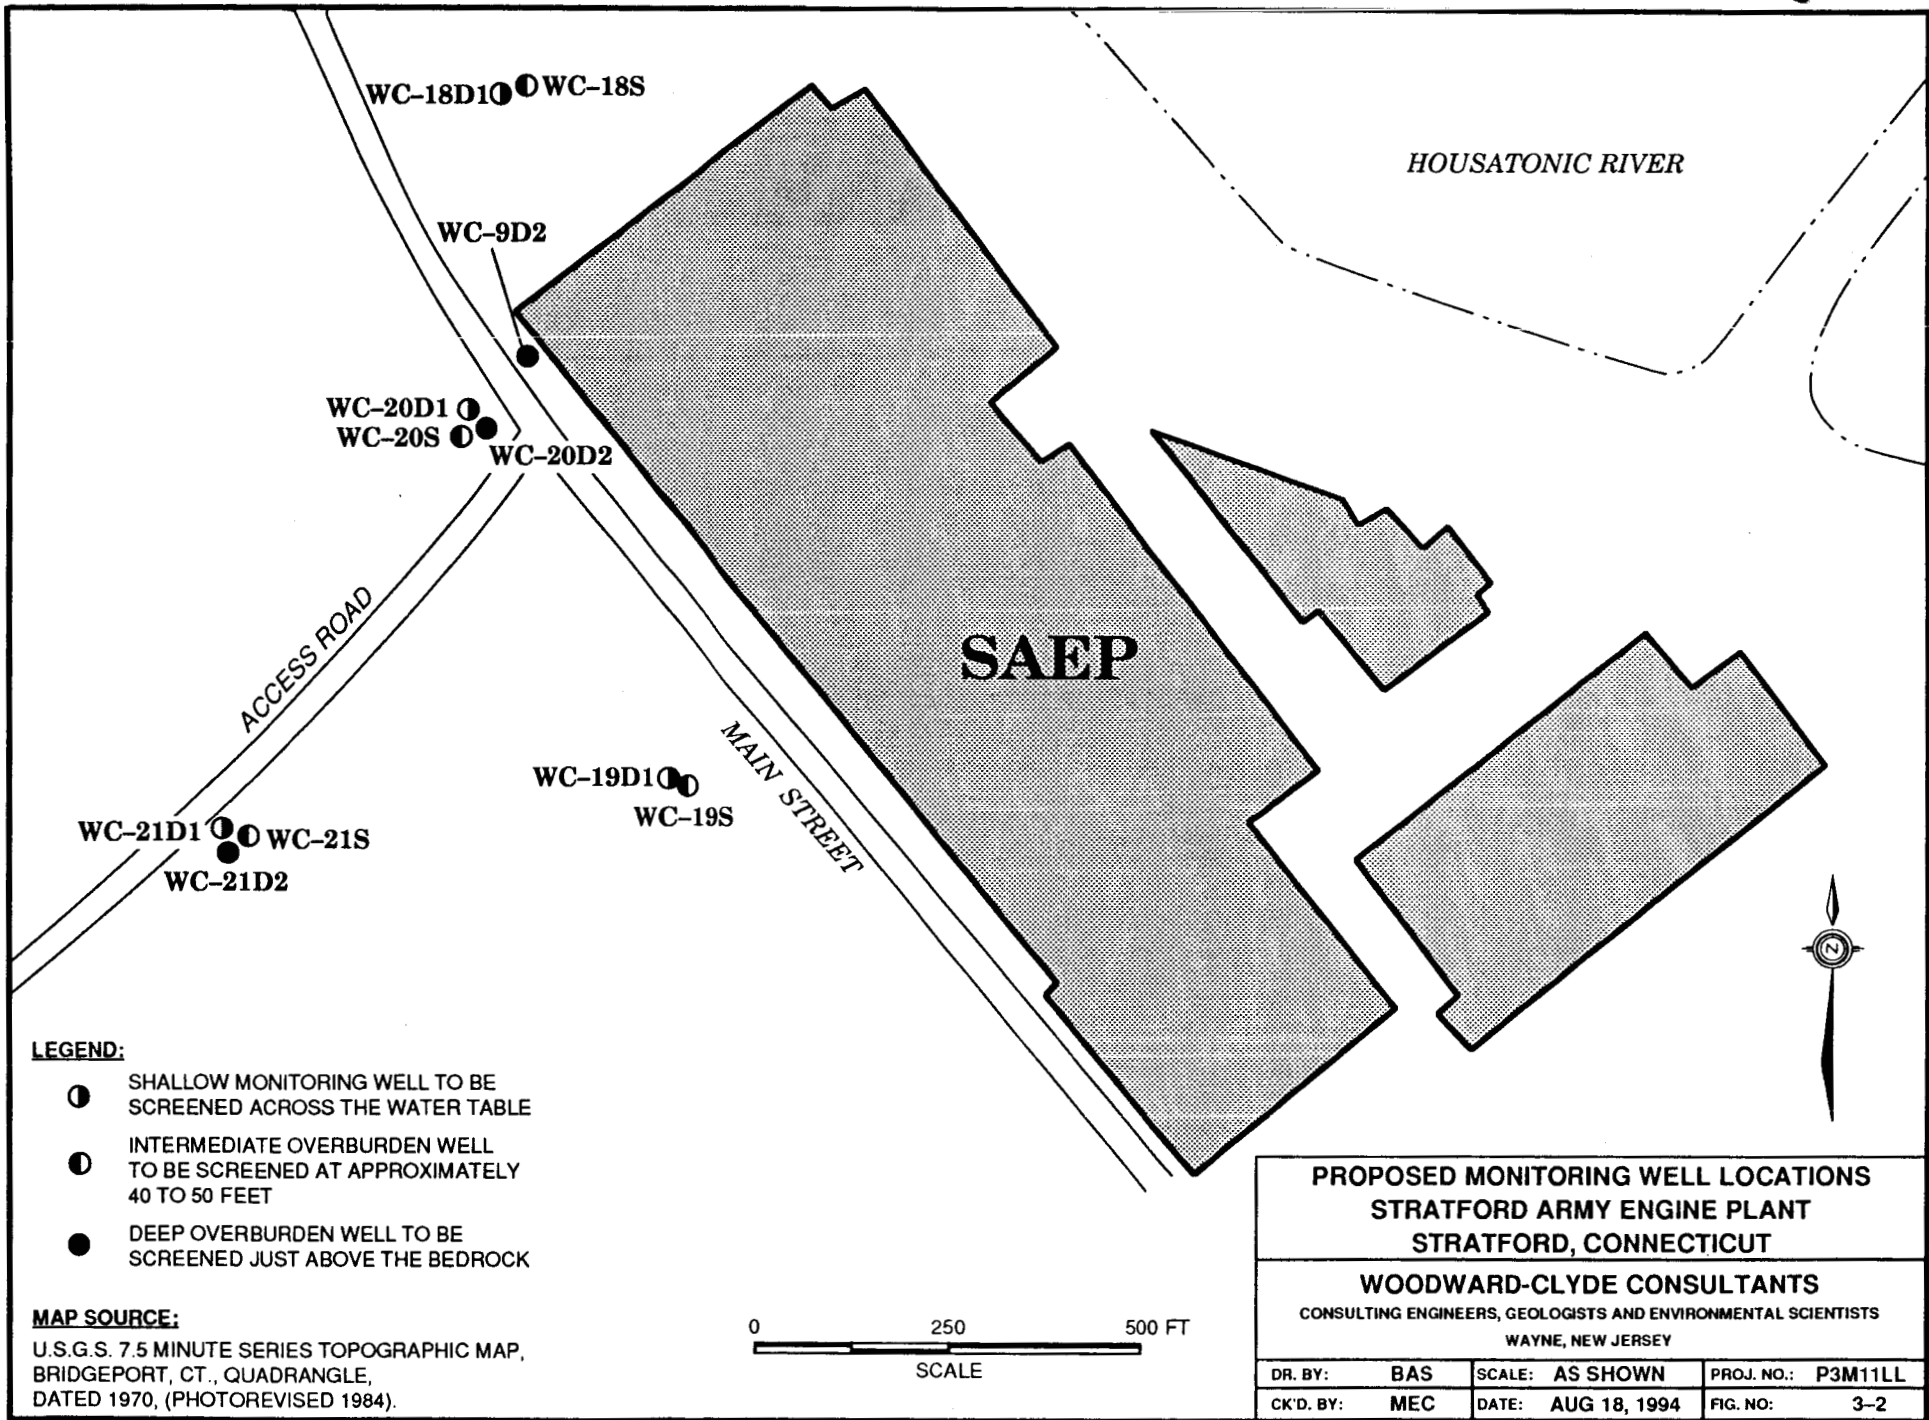 WC-18D1
WC-18S
HOUSATONIC RIVER
WC-9D2
WC-20D1
WC-20S
WC-20D2
ACCESS ROAD
SAEP
MAIN STREET
WC-19D1
WC-19S
WC-21D1
WC-21S
WC-21D2
N
LEGEND:
SHALLOW MONITORING WELL TO BE
SCREENED ACROSS THE WATER TABLE
INTERMEDIATE OVERBURDEN WELL
TO BE SCREENED AT APPROXIMATELY
40 TO 50 FEET
DEEP OVERBURDEN WELL TO BE
SCREENED JUST ABOVE THE BEDROCK
MAP SOURCE:
U.S.G.S. 7.5 MINUTE SERIES TOPOGRAPHIC MAP,
BRIDGEPORT, CT., QUADRANGLE,
DATED 1970, (PHOTOREVISED 1984).
0 250 500 FT
SCALE
PROPOSED MONITORING WELL LOCATIONS
STRATFORD ARMY ENGINE PLANT
STRATFORD, CONNECTICUT
WOODWARD-CLYDE CONSULTANTS
CONSULTING ENGINEERS, GEOLOGISTS AND ENVIRONMENTAL SCIENTISTS
WAYNE, NEW JERSEY
DR. BY: BAS SCALE: AS SHOWN PROJ. NO.: P3M11LL
CK'D. BY: MEC DATE: AUG 18, 1994 FIG. NO: 3-2